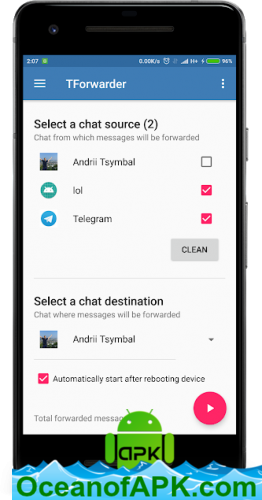 2:07
0.00K/s
H+
96%
TForwarder
Select a chat source (2)
Chat from which messages will be forwarded
Andrii Tsymbal
lol
Telegram
CLEAN
Select a chat destination
Chat where messages will be forwarded
Andrii Tsymbal
Automatically start after rebooting device
Total forwarded messag
apk
OceanofAPK.com